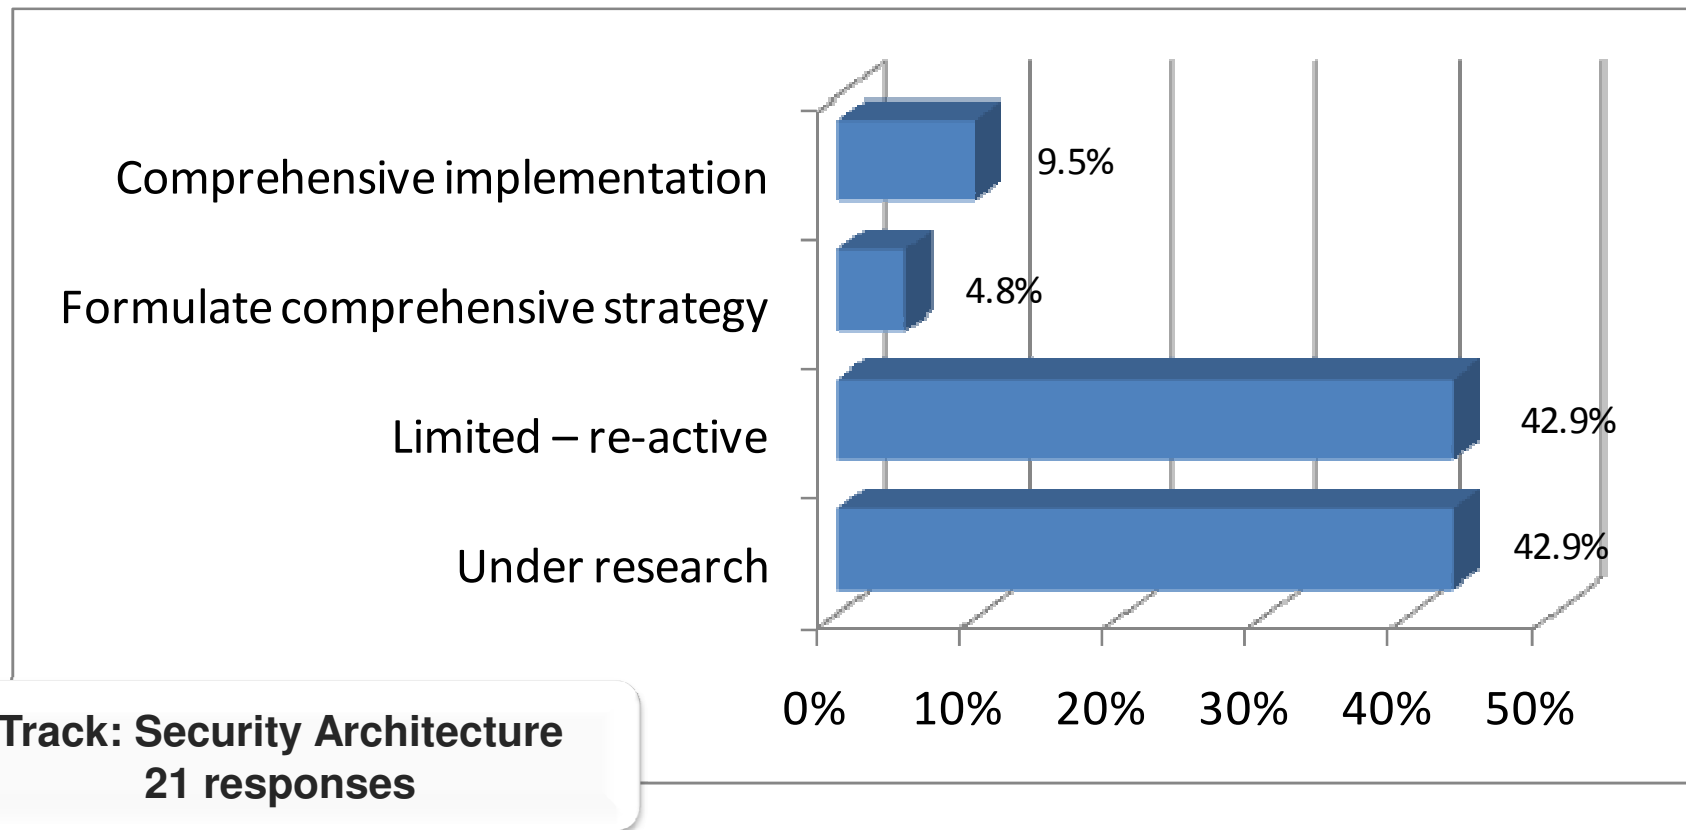 Comprehensive implementation
9.5%
Formulate comprehensive strategy
4.8%
Limited – re-active
42.9%
Under research
42.9%
0% 10% 20% 30% 40% 50%
Track: Security Architecture
21 responses